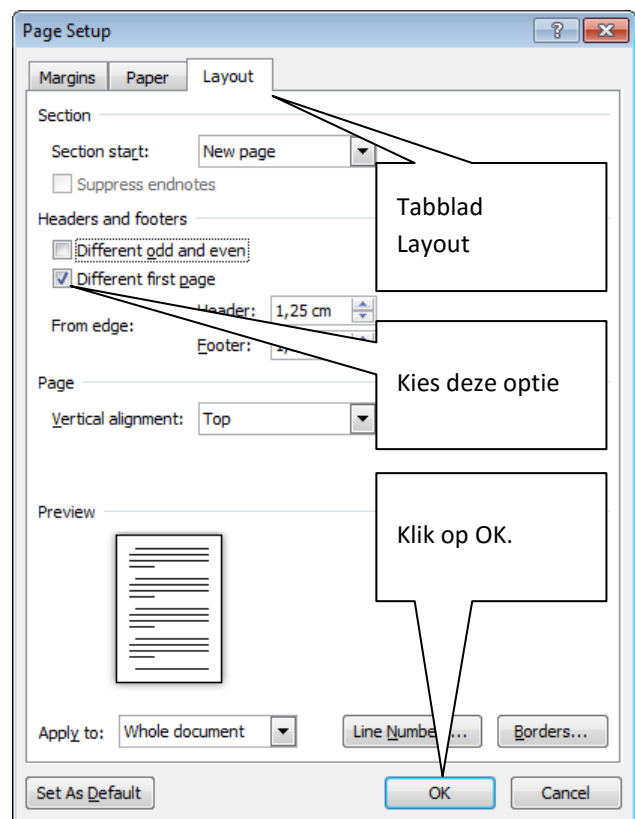 Page Setup
Margins Paper Layout
Section
Section start: New page
Suppress endnotes
Tabblad
Layout
Headers and footers
Different odd and even
Different first page
From edge:
Header: 1,25 cm
Footer:
Kies deze optie
Page
Vertical alignment: Top
Preview
Klik op OK.
Apply to: Whole document
Borders...
Set As Default OK Cancel